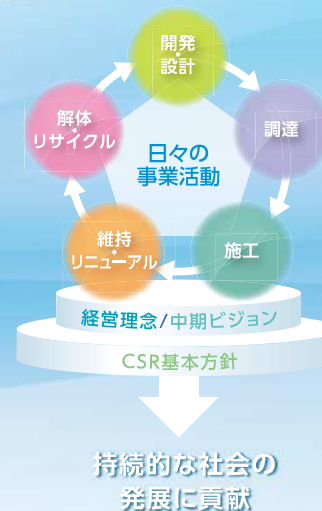 開発・
設計
調達
施工
維持・
リニューアル
解体・
リサイクル
日々の
事業活動
経営理念/中期ビジョン
CSR基本方針
持続的な社会の
発展に貢献